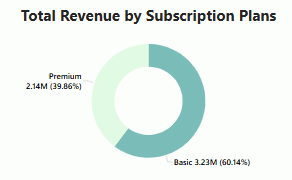 Total Revenue by Subscription Plans
Premium
2.14M (39.86%)
Basic 3.23M (60.14%)